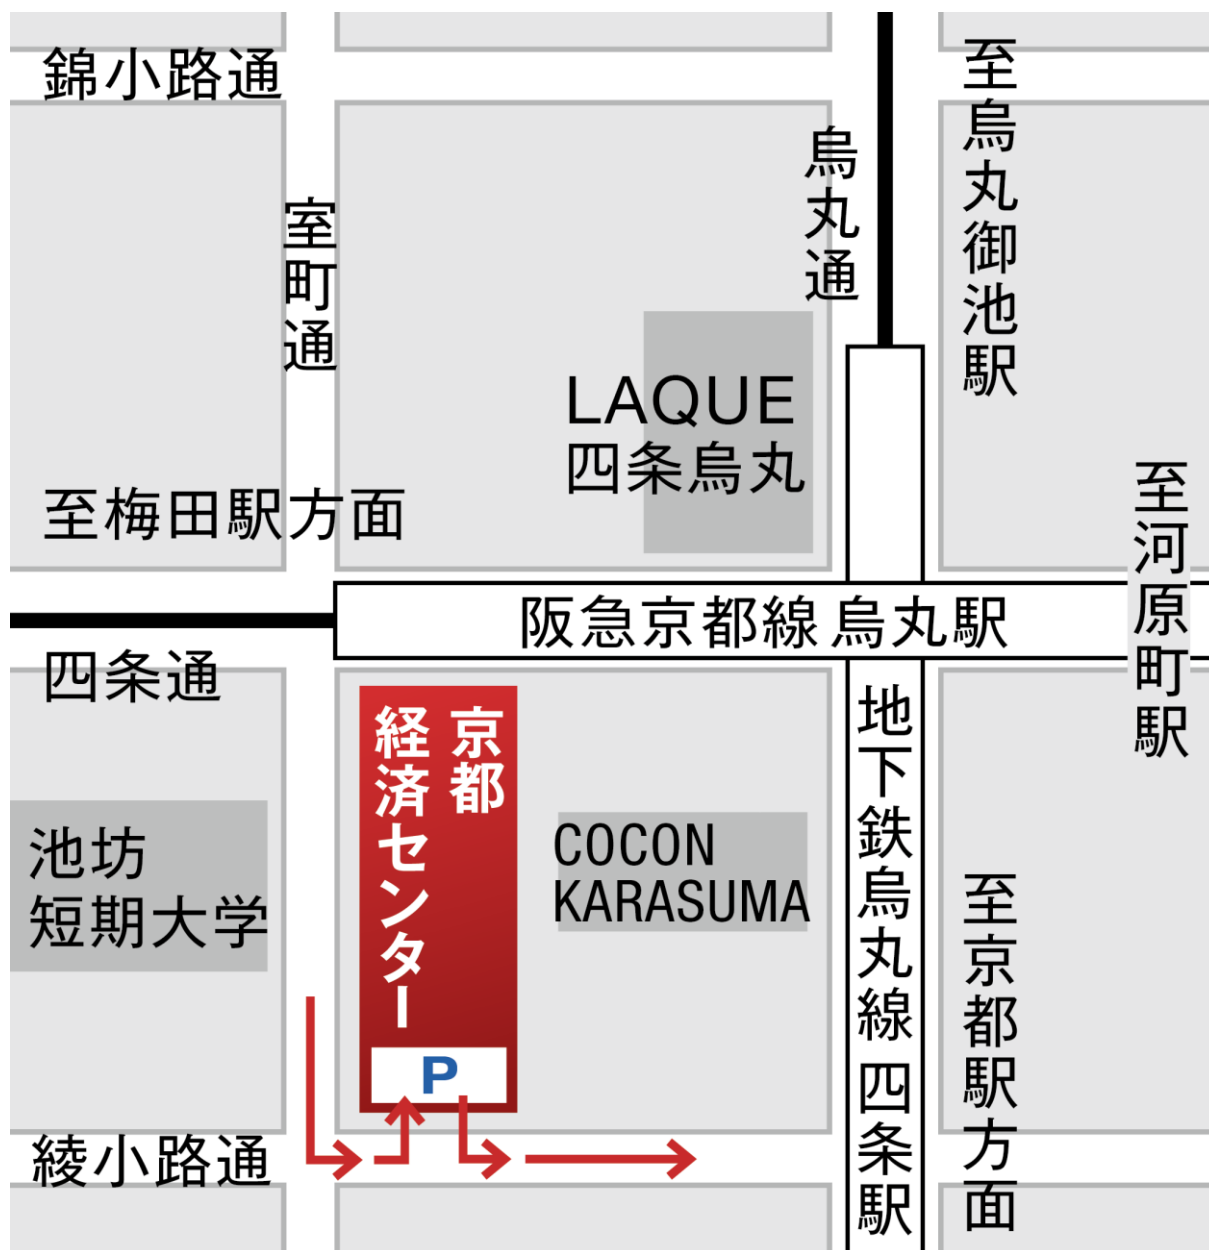 錦小路通
室町通
烏丸通
至烏丸御池駅
LAQUE
四条烏丸
至梅田駅方面
至河原町駅
阪急京都線 烏丸駅
四条通
京都
経済センター
P
池坊
短期大学
COCON
KARASUMA
地下鉄烏丸線 四条駅
至京都駅方面
綾小路通